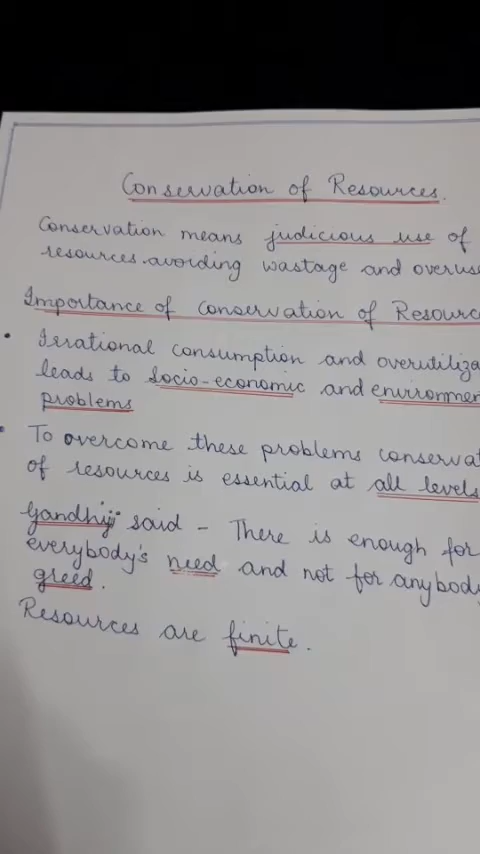 Conservation of Resources.
Conservation means judicious use of
resources avoiding wastage and overuse
Importance of conservation of Resourc
Irrational consumption and overutiliza
leads to socio-economic and environmen
problems
To overcome these problems conservat
of resources is essential at all levels
Gandhiji said - There is enough for
everybody's need and not for anybody
greed.
Resources are finite.